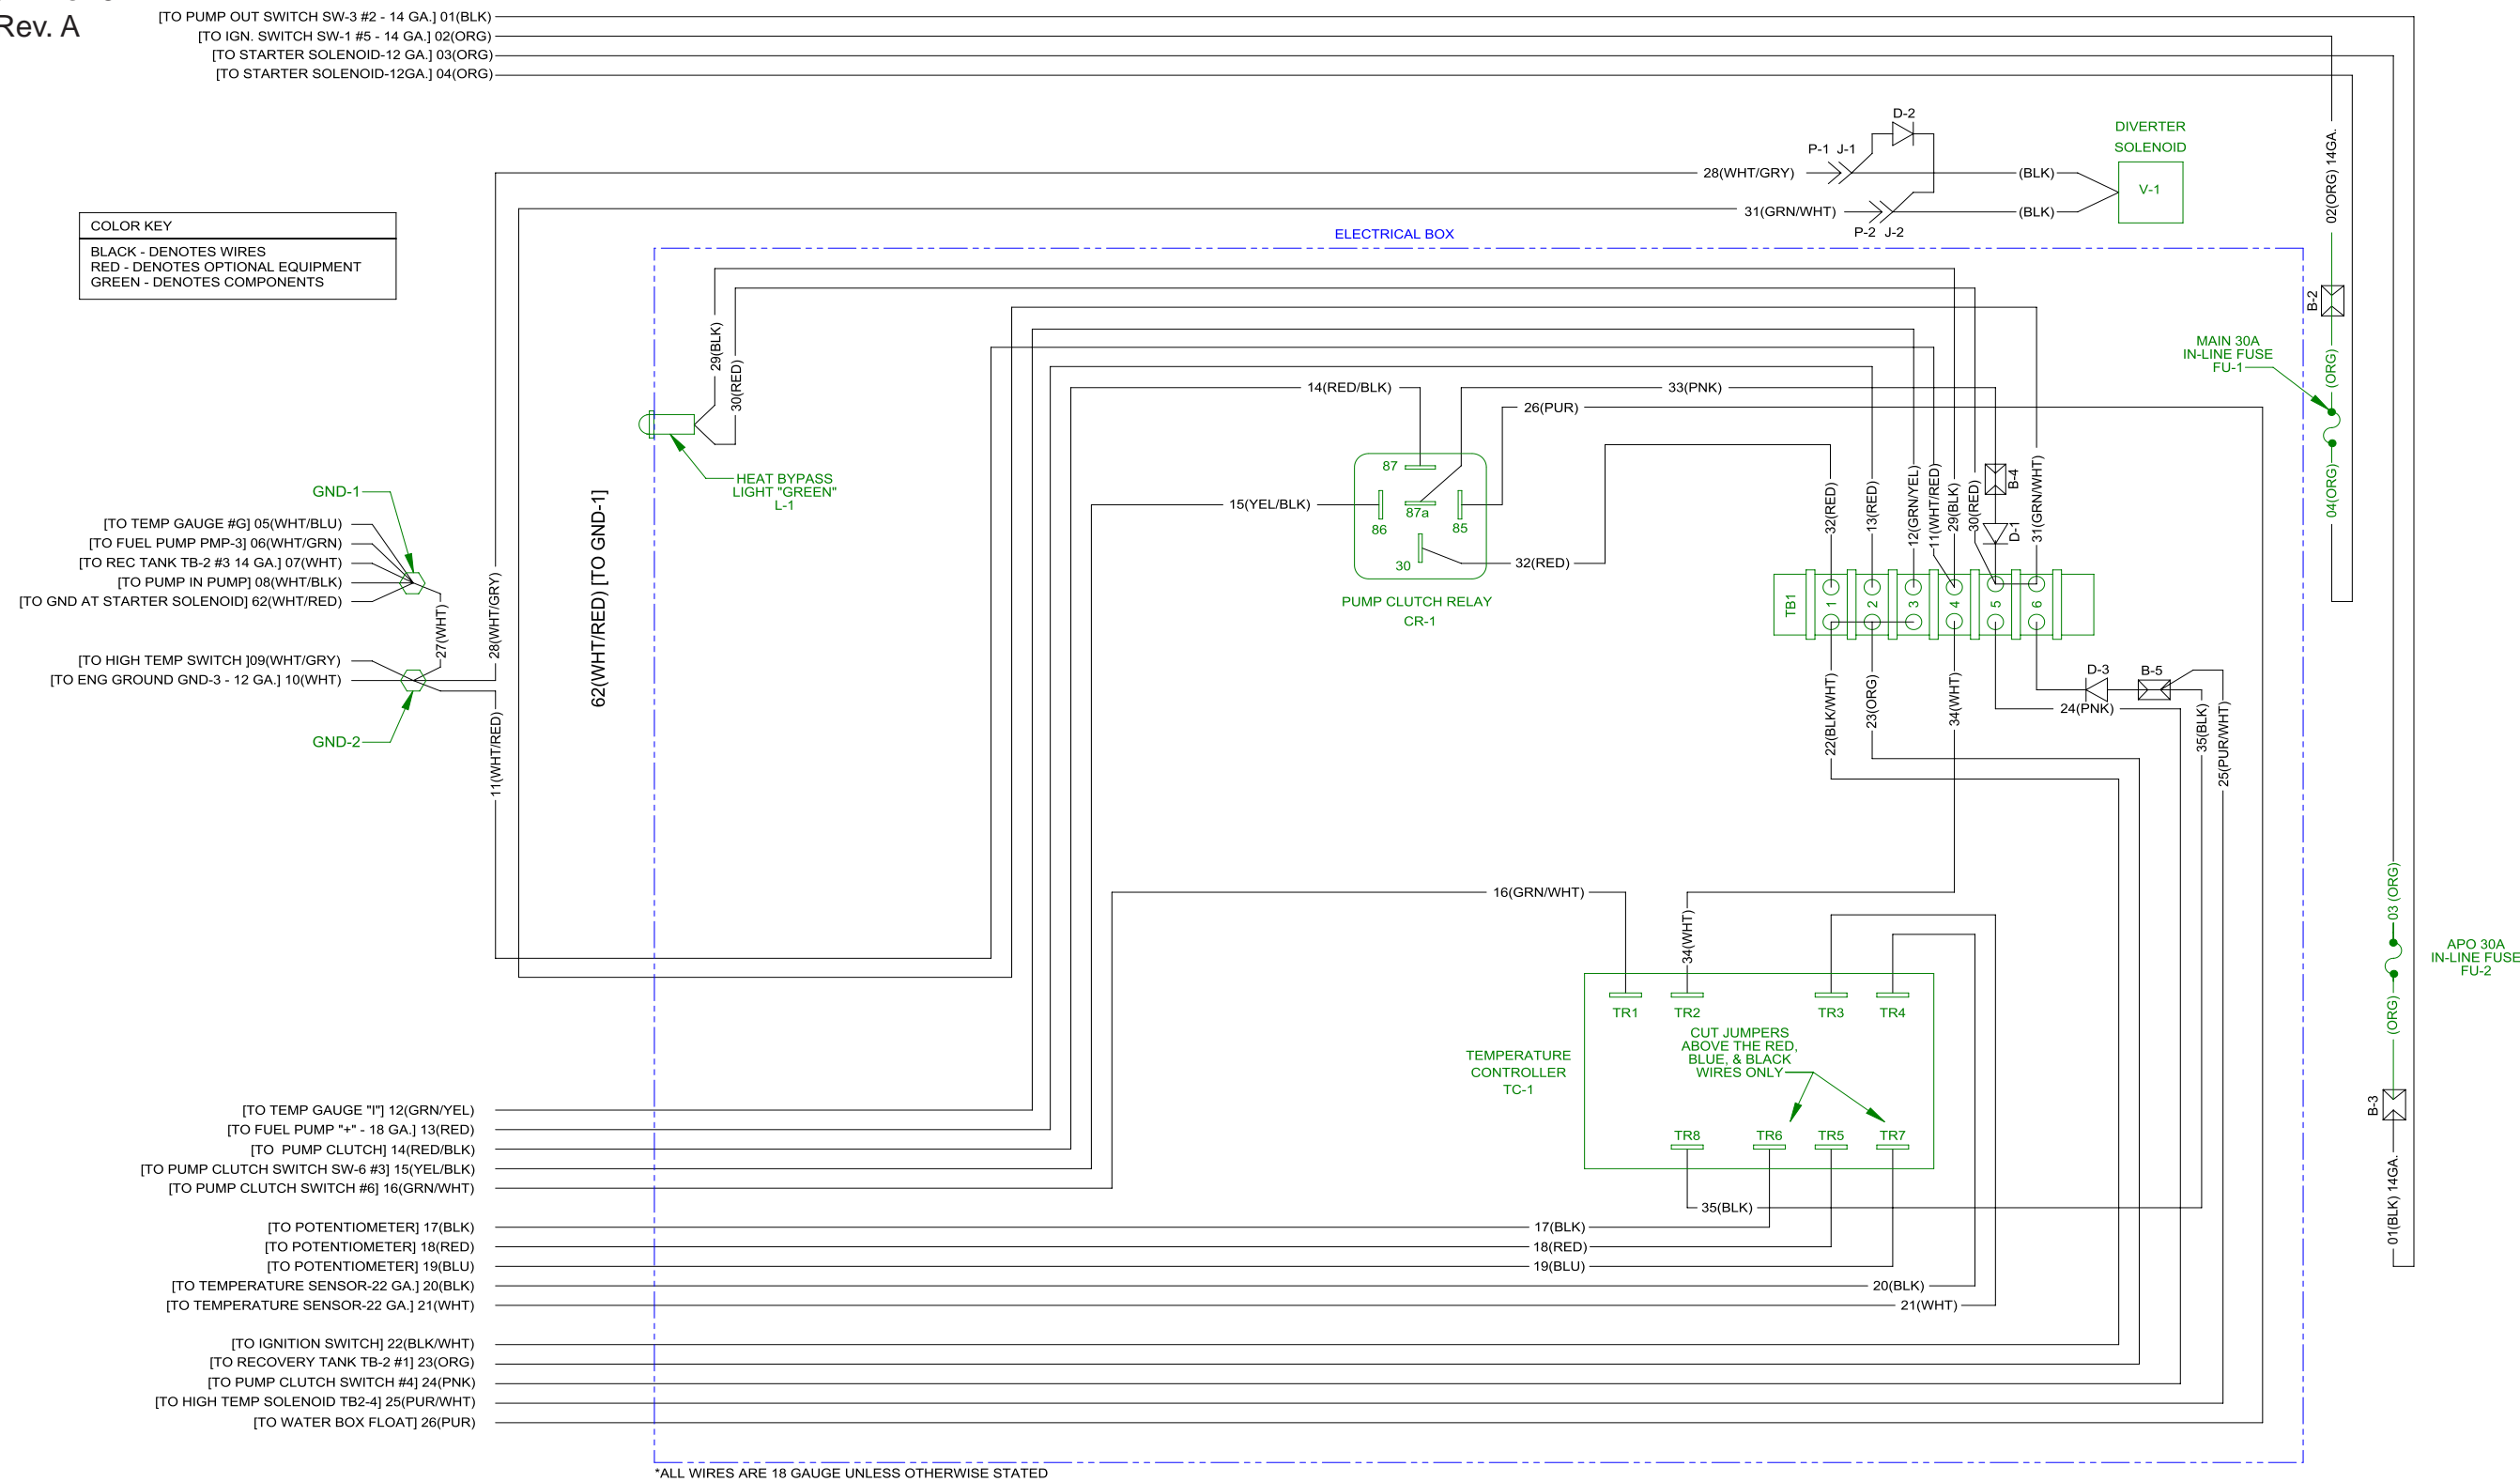 Rev. A
[TO PUMP OUT SWITCH SW-3 #2 - 14 GA.] 01(BLK)
[TO IGN. SWITCH SW-1 #5 - 14 GA.] 02(ORG)
[TO STARTER SOLENOID-12 GA.] 03(ORG)
[TO STARTER SOLENOID-12GA.] 04(ORG)
D-2
P-1 J-1
28(WHT/GRY)
(BLK)
31(GRN/WHT)
(BLK)
P-2 J-2
DIVERTER
SOLENOID
V-1
02(ORG) 14GA.
COLOR KEY
BLACK - DENOTES WIRES
RED - DENOTES OPTIONAL EQUIPMENT
GREEN - DENOTES COMPONENTS
ELECTRICAL BOX
B-2
MAIN 30A
IN-LINE FUSE
FU-1
(ORG)
04(ORG)
29(BLK)
30(RED)
HEAT BYPASS
LIGHT "GREEN"
L-1
14(RED/BLK)
33(PNK)
26(PUR)
15(YEL/BLK)
87
87a
86
85
30
32(RED)
PUMP CLUTCH RELAY
CR-1
32(RED)
13(RED)
12(GRN/YEL)
11(WHT/RED)
29(BLK)
30(RED)
B-4
D-1
31(GRN/WHT)
TB1
1
2
3
4
5
6
GND-1
[TO TEMP GAUGE #G] 05(WHT/BLU)
[TO FUEL PUMP PMP-3] 06(WHT/GRN)
[TO REC TANK TB-2 #3 14 GA.] 07(WHT)
[TO PUMP IN PUMP] 08(WHT/BLK)
[TO GND AT STARTER SOLENOID] 62(WHT/RED)
27(WHT)
28(WHT/GRY)
62(WHT/RED) [TO GND-1]
[TO HIGH TEMP SWITCH ]09(WHT/GRY)
[TO ENG GROUND GND-3 - 12 GA.] 10(WHT)
GND-2
11(WHT/RED)
22(BLK/WHT)
23(ORG)
34(WHT)
D-3
B-5
24(PNK)
35(BLK)
25(PUR/WHT)
16(GRN/WHT)
34(WHT)
03 (ORG)
APO 30A
IN-LINE FUSE
FU-2
(ORG)
B-3
01(BLK) 14GA.
TR1
TR2
TR3
TR4
CUT JUMPERS
ABOVE THE RED,
BLUE, & BLACK
WIRES ONLY
TEMPERATURE
CONTROLLER
TC-1
TR8
TR6
TR5
TR7
[TO TEMP GAUGE "I"] 12(GRN/YEL)
[TO FUEL PUMP "+" - 18 GA.] 13(RED)
[TO PUMP CLUTCH] 14(RED/BLK)
[TO PUMP CLUTCH SWITCH SW-6 #3] 15(YEL/BLK)
[TO PUMP CLUTCH SWITCH #6] 16(GRN/WHT)
35(BLK)
[TO POTENTIOMETER] 17(BLK)
17(BLK)
[TO POTENTIOMETER] 18(RED)
18(RED)
[TO POTENTIOMETER] 19(BLU)
19(BLU)
[TO TEMPERATURE SENSOR-22 GA.] 20(BLK)
20(BLK)
[TO TEMPERATURE SENSOR-22 GA.] 21(WHT)
21(WHT)
[TO IGNITION SWITCH] 22(BLK/WHT)
[TO RECOVERY TANK TB-2 #1] 23(ORG)
[TO PUMP CLUTCH SWITCH #4] 24(PNK)
[TO HIGH TEMP SOLENOID TB2-4] 25(PUR/WHT)
[TO WATER BOX FLOAT] 26(PUR)
*ALL WIRES ARE 18 GAUGE UNLESS OTHERWISE STATED